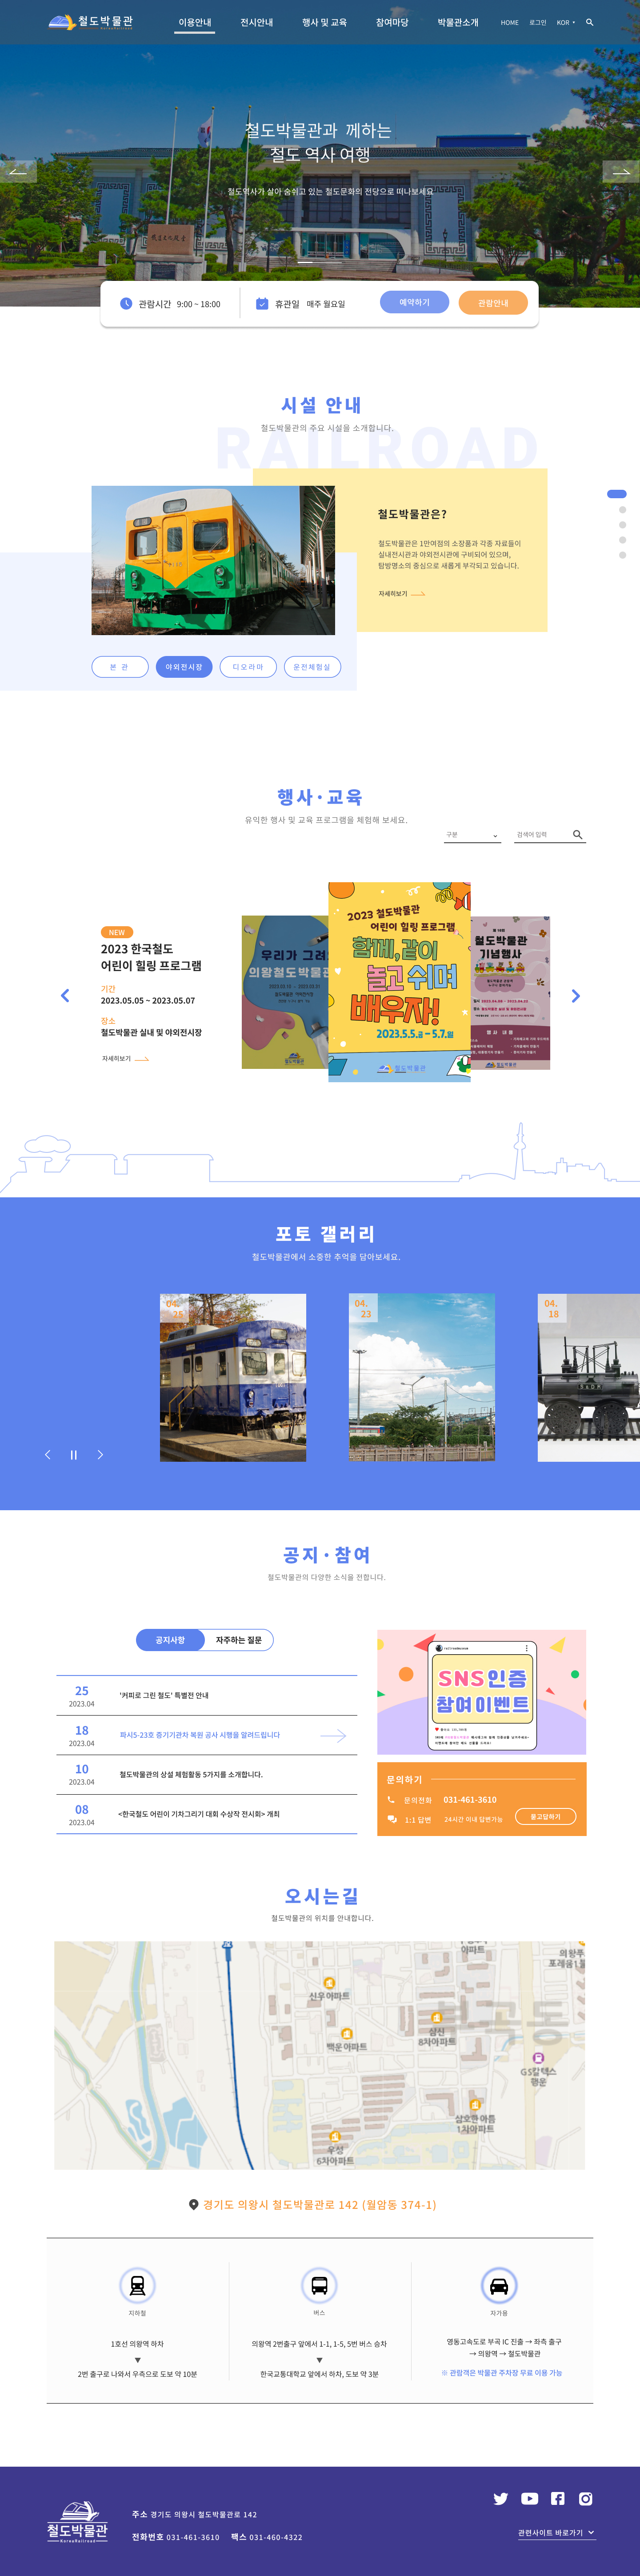 철도박물관
KoreaRailroad
이용안내
전시안내
행사 및 교육
참여마당
박물관소개
HOME
로그인
KOR
철도박물관과 께하는
철도 역사 여행
철도역사가 살아 숨쉬고 있는 철도문화의 전당으로 떠나보세요
관람시간 9:00 ~ 18:00
휴관일 매주 월요일
예약하기
관람안내
시설 안내
철도박물관의 주요 시설을 소개합니다.
RAILROAD
철도박물관은?
철도박물관은 1만여점의 소장품과 각종 자료들이
실내전시관과 야외전시관에 구비되어 있으며,
탐방명소의 중심으로 새롭게 부각되고 있습니다.
자세히보기
본 관
야외전시장
디오라마
운전체험실
행사·교육
유익한 행사 및 교육 프로그램을 체험해 보세요.
구분
검색어 입력
NEW
2023 한국철도
어린이 힐링 프로그램
기간
2023.05.05 ~ 2023.05.07
장소
철도박물관 실내 및 야외전시장
자세히보기
우리가 그려
의왕철도박물관
2023 철도박물관
어린이 힐링 프로그램
함께,같이
놀고 쉬며
배우자!
2023.5.5.금 ~ 5.7.일
철도박물관
철도박물관
기념행사
행 사 내 용
철도박물관
포토 갤러리
철도박물관에서 소중한 추억을 담아보세요.
04.
25
04.
23
04.
18
공지·참여
철도박물관의 다양한 소식을 전합니다.
공지사항
자주하는 질문
25
2023.04
'커피로 그린 철도' 특별전 안내
18
2023.04
파시5-23호 증기기관차 복원 공사 시행을 알려드립니다
10
2023.04
철도박물관의 상설 체험활동 5가지를 소개합니다.
08
2023.04
<한국철도 어린이 기차그리기 대회 수상작 전시회> 개최
SNS인증
참여이벤트
문의하기
문의전화 031-461-3610
1:1 답변 24시간 이내 답변가능
묻고답하기
오시는길
철도박물관의 위치를 안내합니다.
아파트
의왕푸
포레움1
신우아파트
백운아파트
삼신
8차아파트
GS칼텍스
평운
삼호한아름
1차아파트
우성
6차아파트
경기도 의왕시 철도박물관로 142 (월암동 374-1)
지하철
1호선 의왕역 하차
▼
2번 출구로 나와서 우측으로 도보 약 10분
버스
의왕역 2번출구 앞에서 1-1, 1-5, 5번 버스 승차
▼
한국교통대학교 앞에서 하차, 도보 약 3분
자가용
영동고속도로 부곡 IC 진출 → 좌측 출구
→ 의왕역 → 철도박물관
※ 관람객은 박물관 주차장 무료 이용 가능
철도박물관
KoreaRailroad
주소 경기도 의왕시 철도박물관로 142
전화번호 031-461-3610 팩스 031-460-4322
관련사이트 바로가기